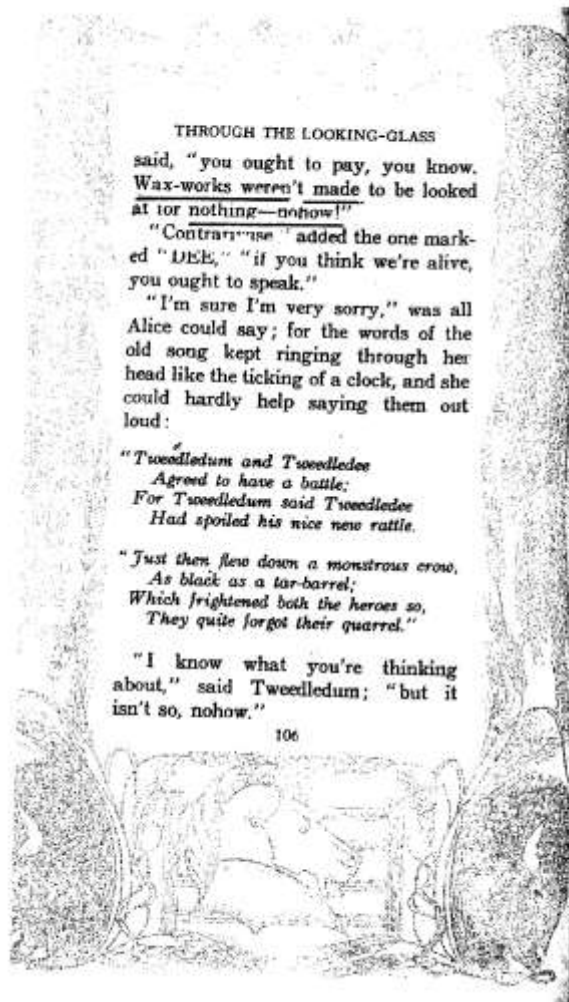 THROUGH THE LOOKING-GLASS
said, "you ought to pay, you know.
Wax-works weren't made to be looked
at for nothing—nohow!"
"Contrariwise" added the one mark-
ed "DEE," "if you think we're alive,
you ought to speak."
"I'm sure I'm very sorry," was all
Alice could say; for the words of the
old song kept ringing through her
head like the ticking of a clock, and she
could hardly help saying them out
loud:
"Tweedledum and Tweedledee
Agreed to have a battle;
For Tweedledum said Tweedledee
Had spoiled his nice new rattle.
"Just then flew down a monstrous crow,
As black as a tar-barrel;
Which frightened both the heroes so,
They quite forgot their quarrel."
"I know what you're thinking
about," said Tweedledum; "but it
isn't so, nohow."
106